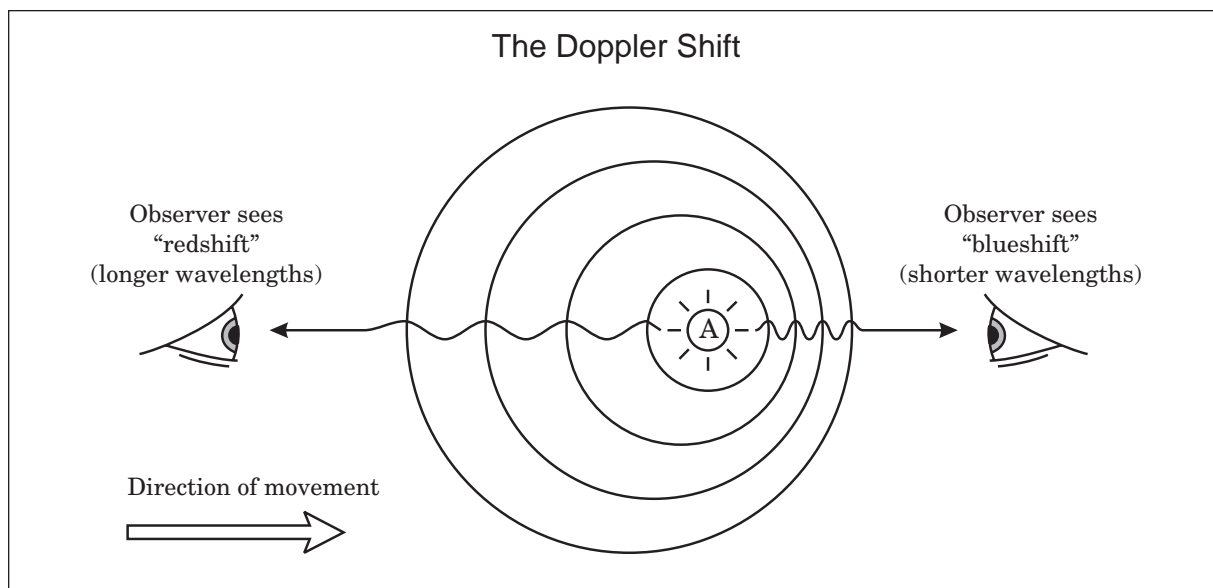 The Doppler Shift
Observer sees
“redshift”
(longer wavelengths)
Observer sees
“blueshift”
(shorter wavelengths)
A
Direction of movement